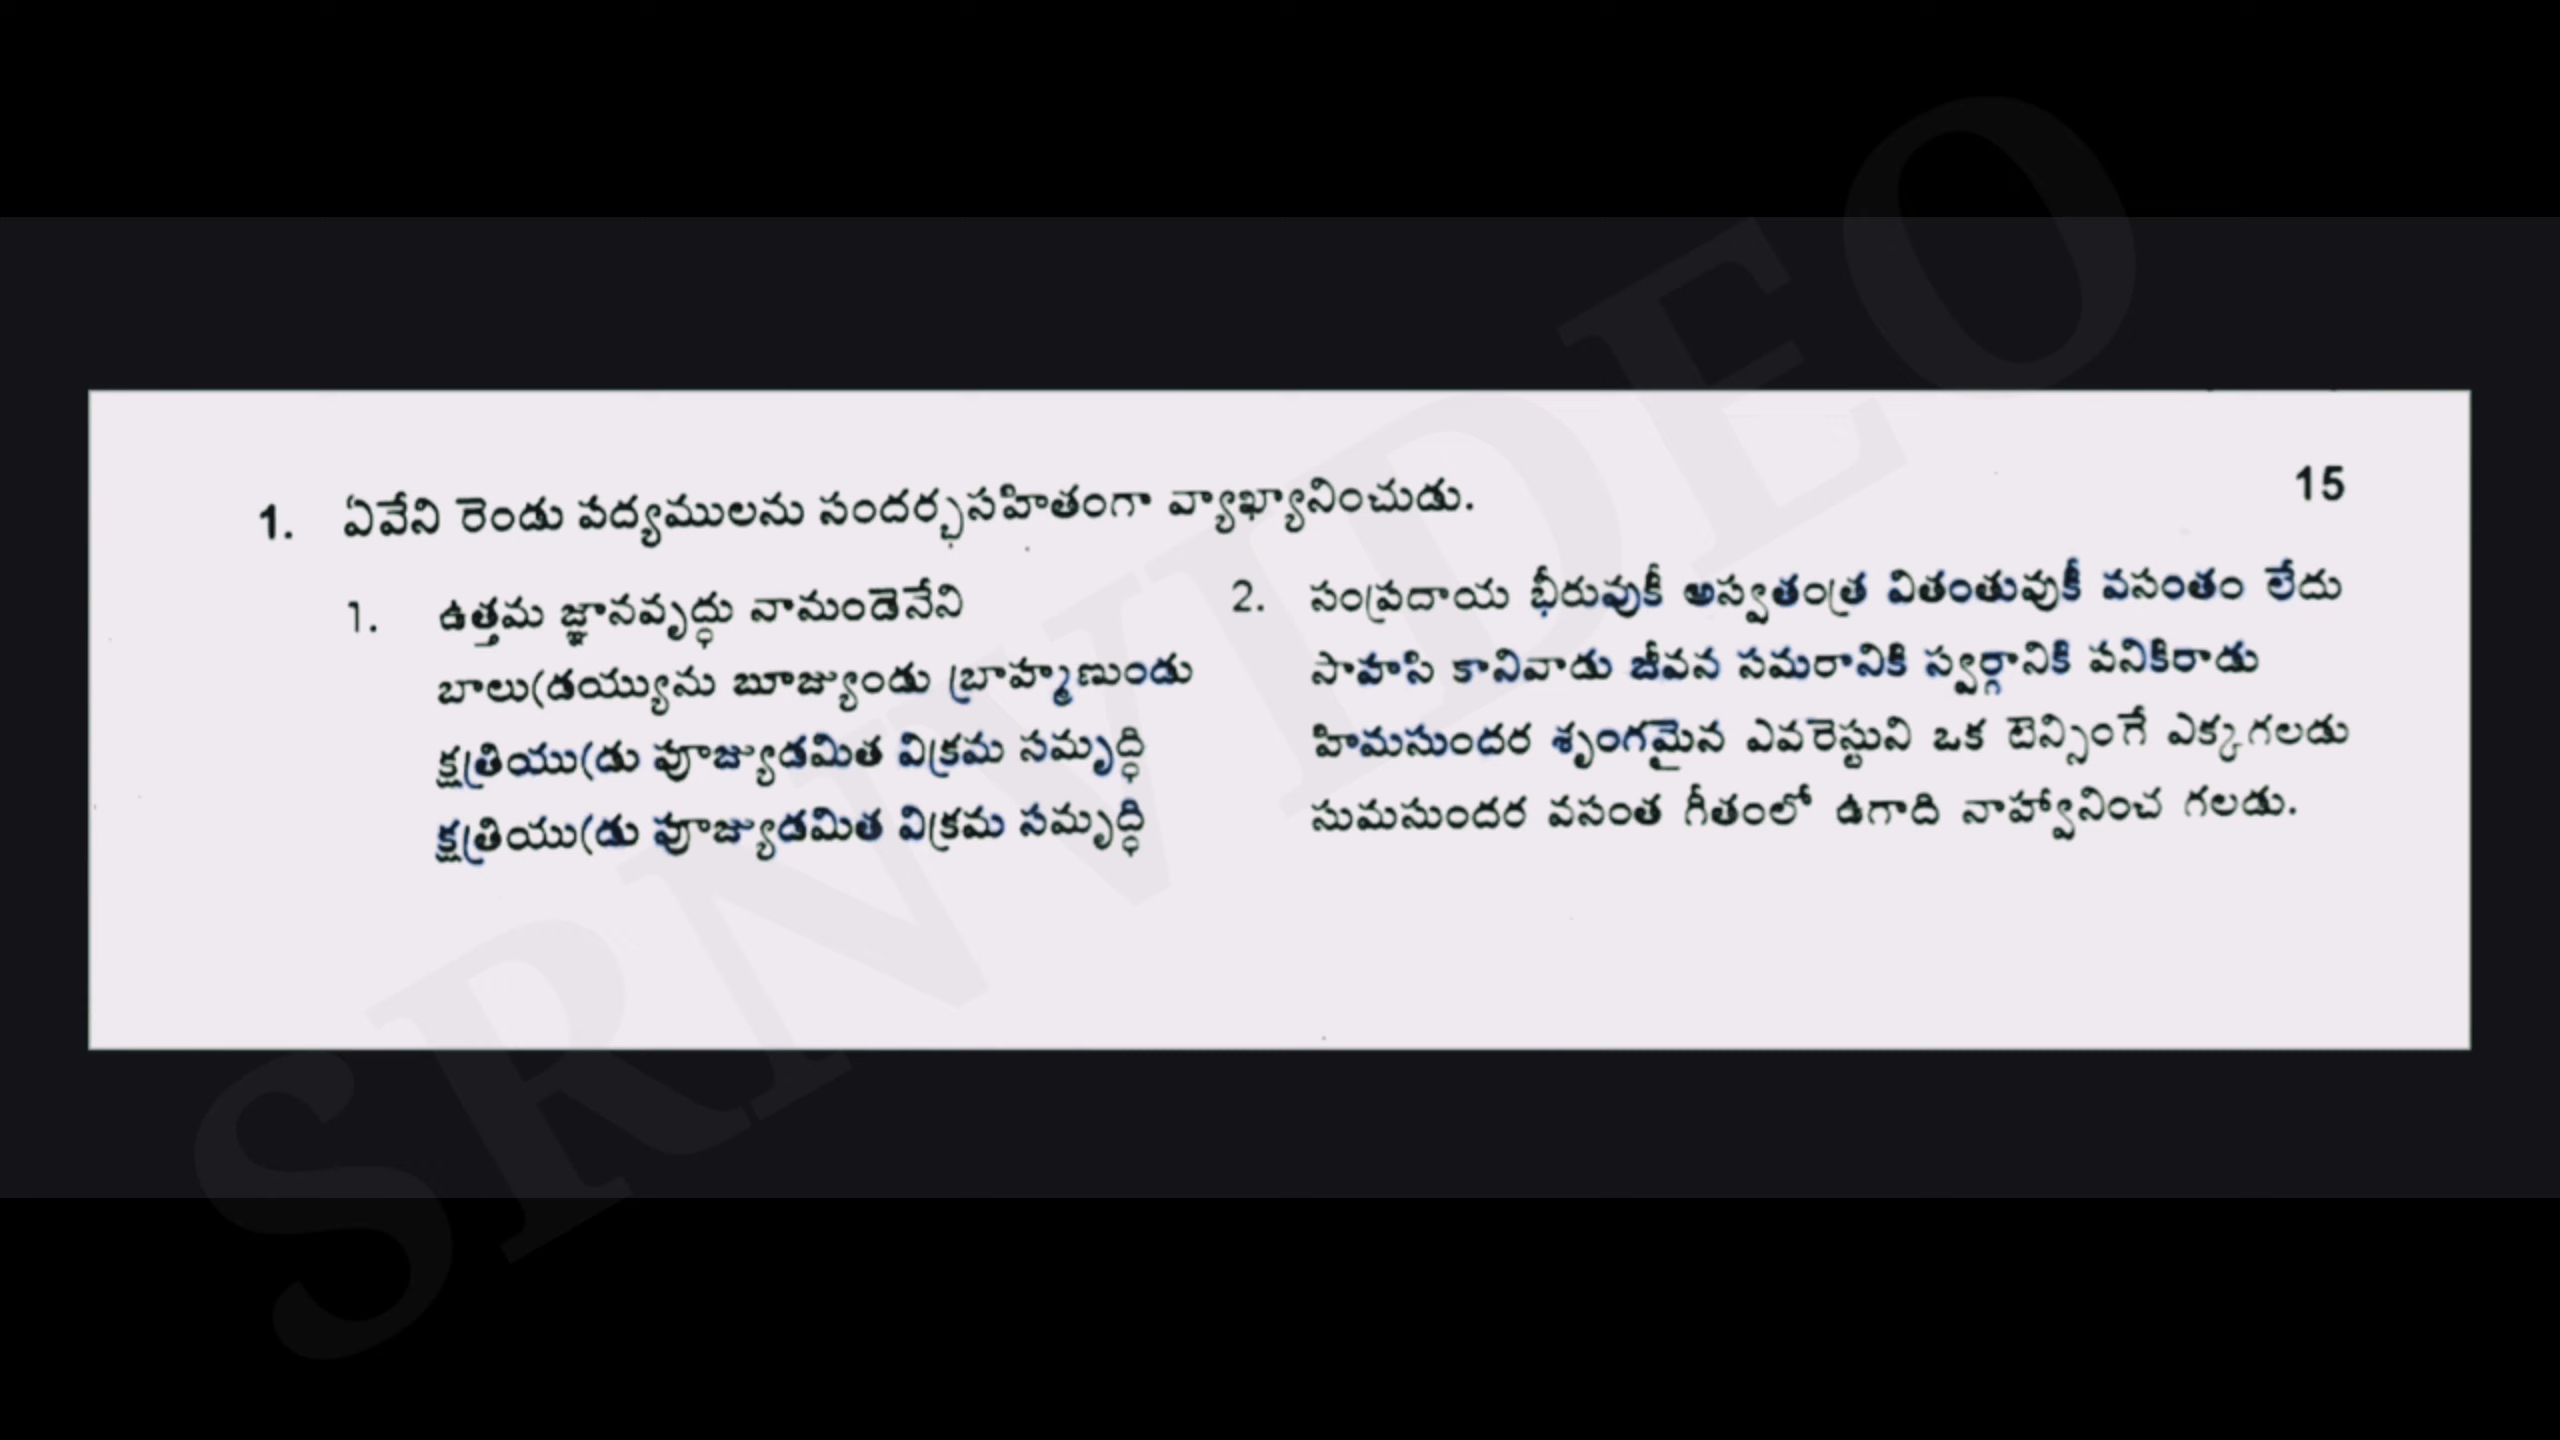 1. ఏవేని రెండు పద్యములను సందర్భసహితంగా వ్యాఖ్యానించుడు. 15
1. ఉత్తమ జ్ఞానవృద్ధు నాముండెనేని
బాలుఁడయ్యును బూజ్యుండు బ్రాహ్మణుండు
క్షత్రియుఁడు పూజ్యుడమిత విక్రమ సమృద్ధి
క్షత్రియుఁడు పూజ్యుడమిత విక్రమ సమృద్ధి
2. సంప్రదాయ భీరువుకీ అస్వతంత్ర వితంతువుకీ వసంతం లేదు
సాహసి కానివాడు జీవన సమరానికి స్వర్గానికి పనికిరాడు
హిమసుందర శృంగమైన ఎవరెస్టుని ఒక టెన్సింగే ఎక్కగలడు
సుమసుందర వసంత గీతంలో ఉగాది నాహ్వానించ గలడు.
SRNVIDEO